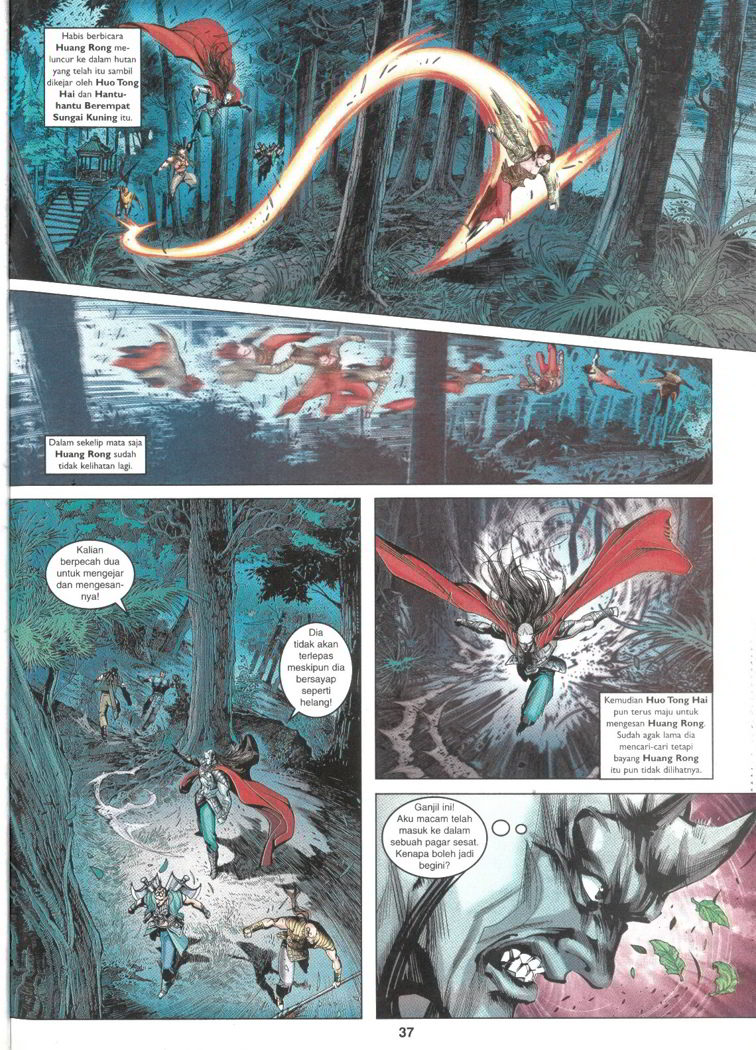 Habis berbicara
Huang Rong me-
luncur ke dalam hutan
yang telah itu sambil
dikejar oleh Huo Tong
Hai dan Hantu-
hantu Berempat
Sungai Kuning itu.
Dalam sekelip mata saja
Huang Rong sudah
tidak kelihatan lagi.
Kalian
berpecah dua
untuk mengejar
dan mengesan-
nya!
Dia
tidak akan
terlepas
meskipun dia
bersayap
seperti
helang!
Kemudian Huo Tong Hai
pun terus maju untuk
mengesan Huang Rong.
Sudah agak lama dia
mencari-cari tetapi
bayang Huang Rong
itu pun tidak dilihatnya.
Ganjil ini!
Aku macam telah
masuk ke dalam
sebuah pagar sesat.
Kenapa boleh jadi
begini?
37